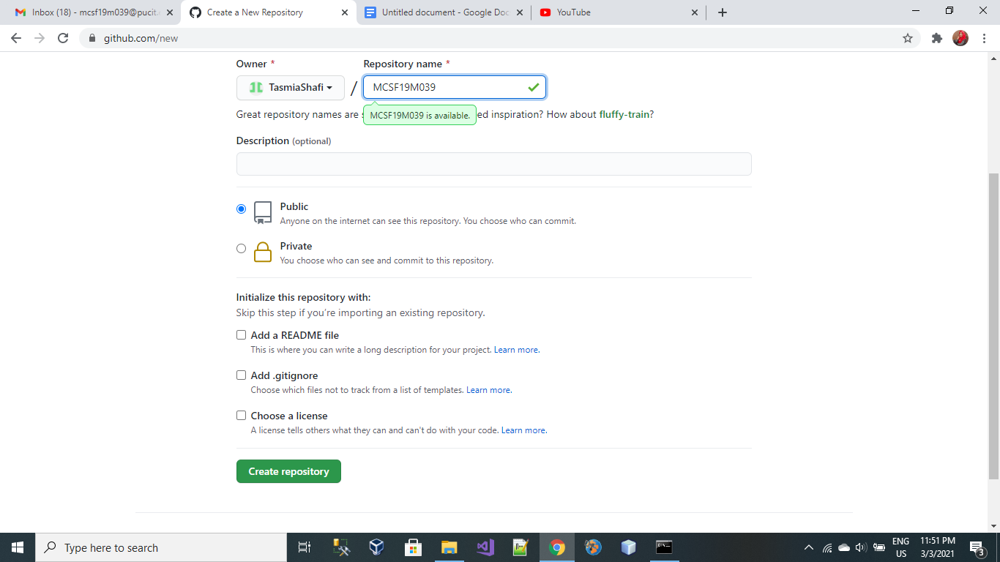 Inbox (18) - mcsf19m039@pucit.e
Create a New Repository
Untitled document - Google Doc
YouTube
github.com/new
Owner * Repository name *
TasmiaShafi / MCSF19M039
Great repository names are ed inspiration? How about fluffy-train?
MCSF19M039 is available.
Description (optional)
Public
Anyone on the internet can see this repository. You choose who can commit.
Private
You choose who can see and commit to this repository.
Initialize this repository with:
Skip this step if you're importing an existing repository.
Add a README file
This is where you can write a long description for your project. Learn more.
Add .gitignore
Choose which files not to track from a list of templates. Learn more.
Choose a license
A license tells others what they can and can't do with your code. Learn more.
Create repository
Type here to search
ENG
US
11:51 PM
3/3/2021
3